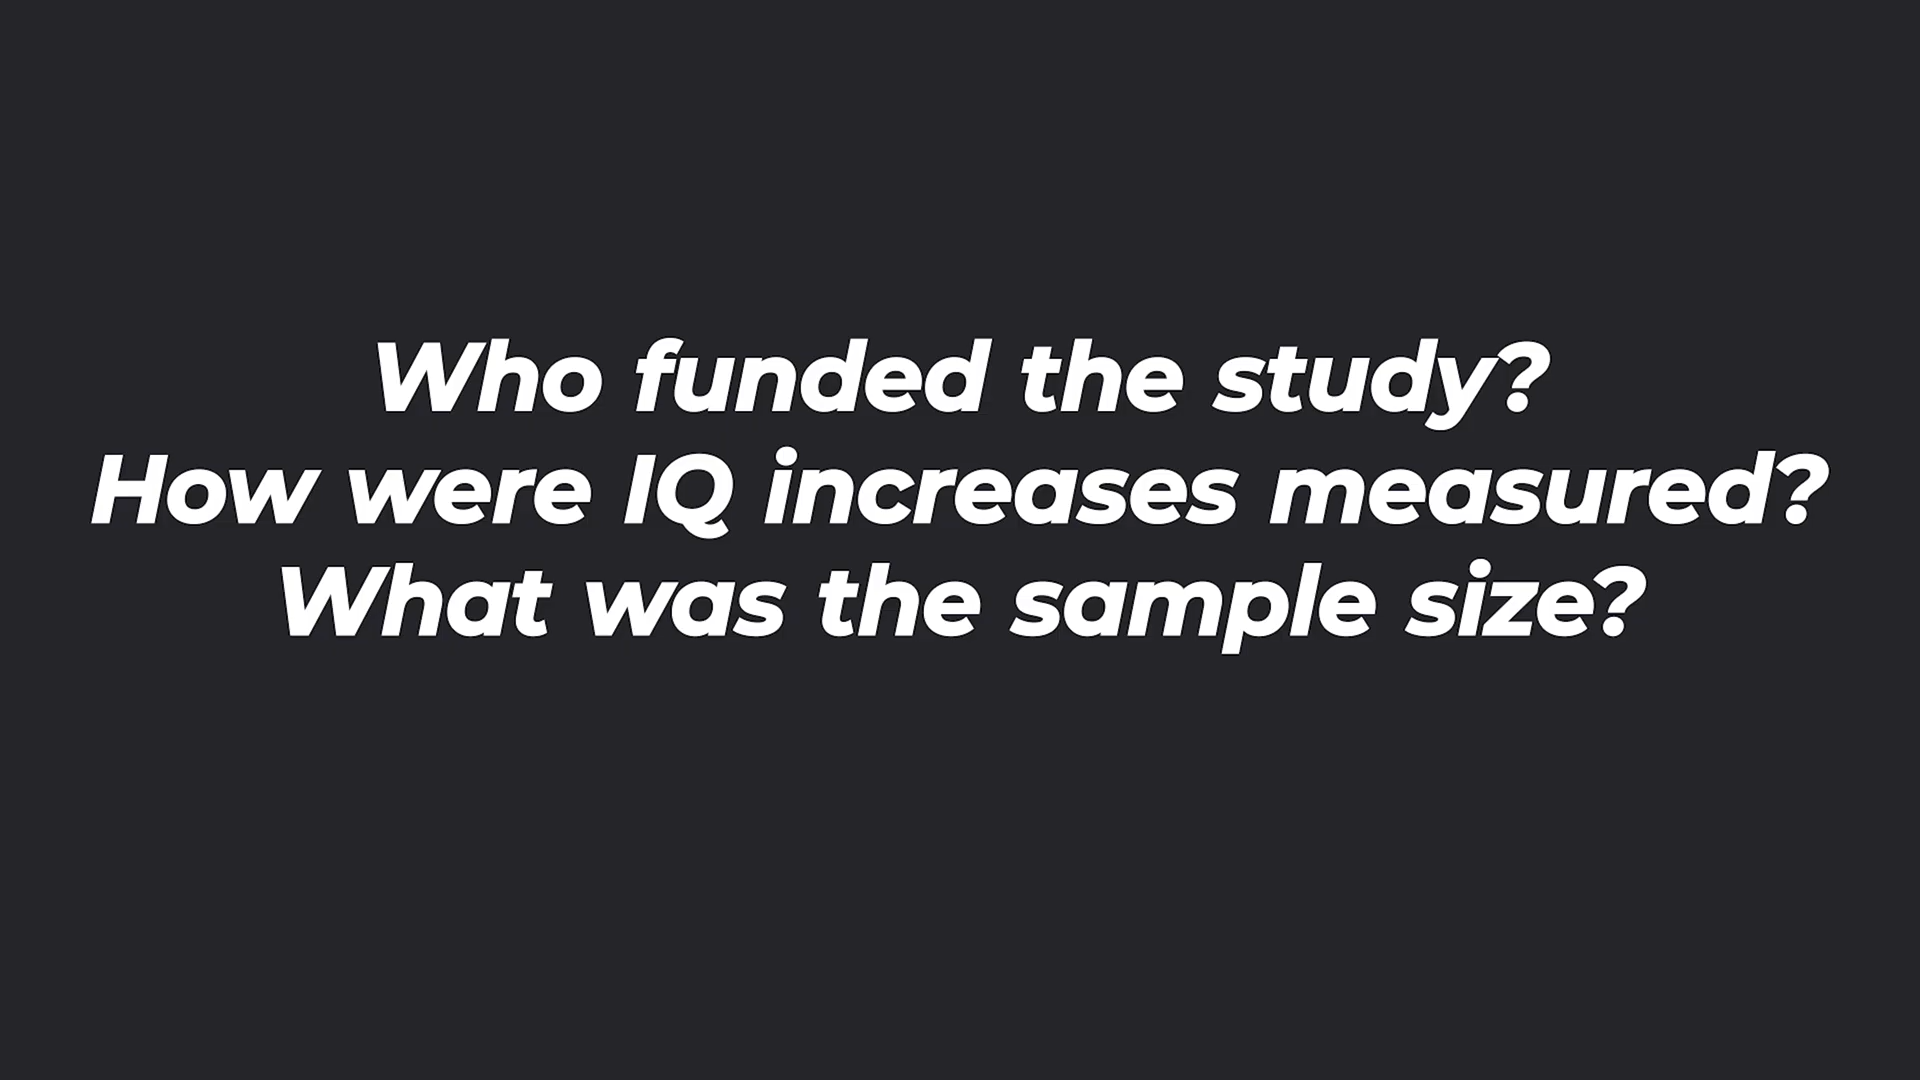 Who funded the study?
How were IQ increases measured?
What was the sample size?